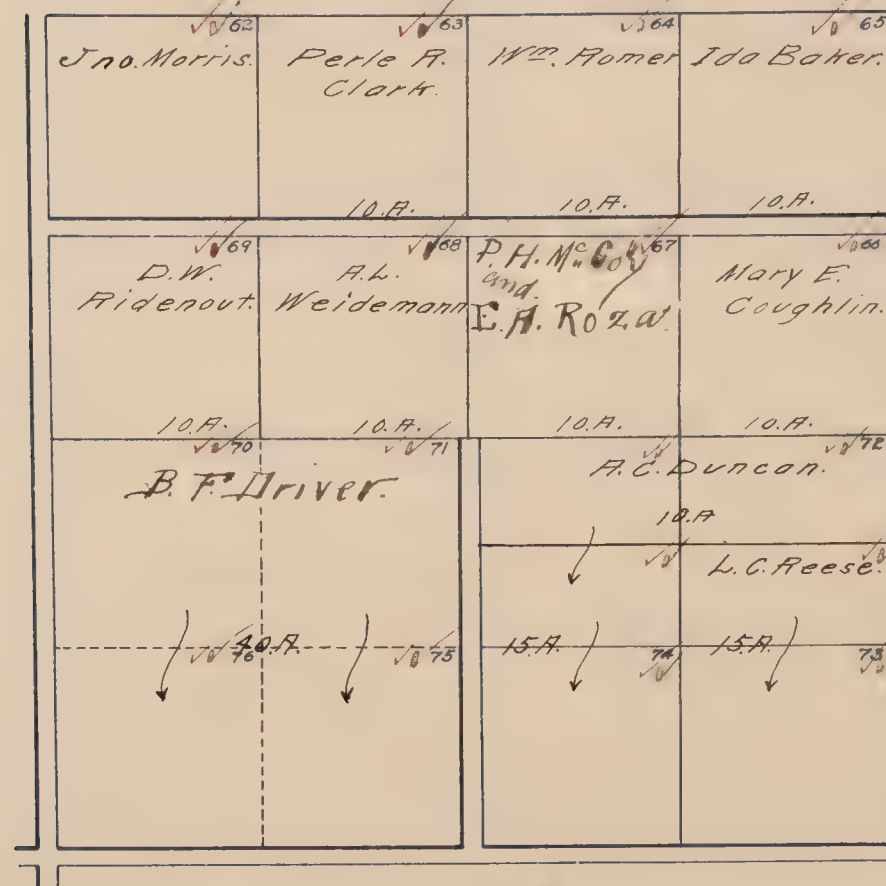 62
Jno. Morris.
63
Perle R.
Clark.
10.A.
64
Wm. Romer
10.A.
65
Ida Baker.
10.A.
69
D.W.
Ridenout.
10.A.
68
A.L.
Weidemann
10.A.
67
P. H. McCoy
and
E. A. Roza.
10.A.
66
Mary E.
Coughlin.
10.A.
70
71
B. F. Driver.
40.A.
76
75
72
A.C. Duncan.
10.A
L.C. Reese.
15.A.
74
15.A.
73